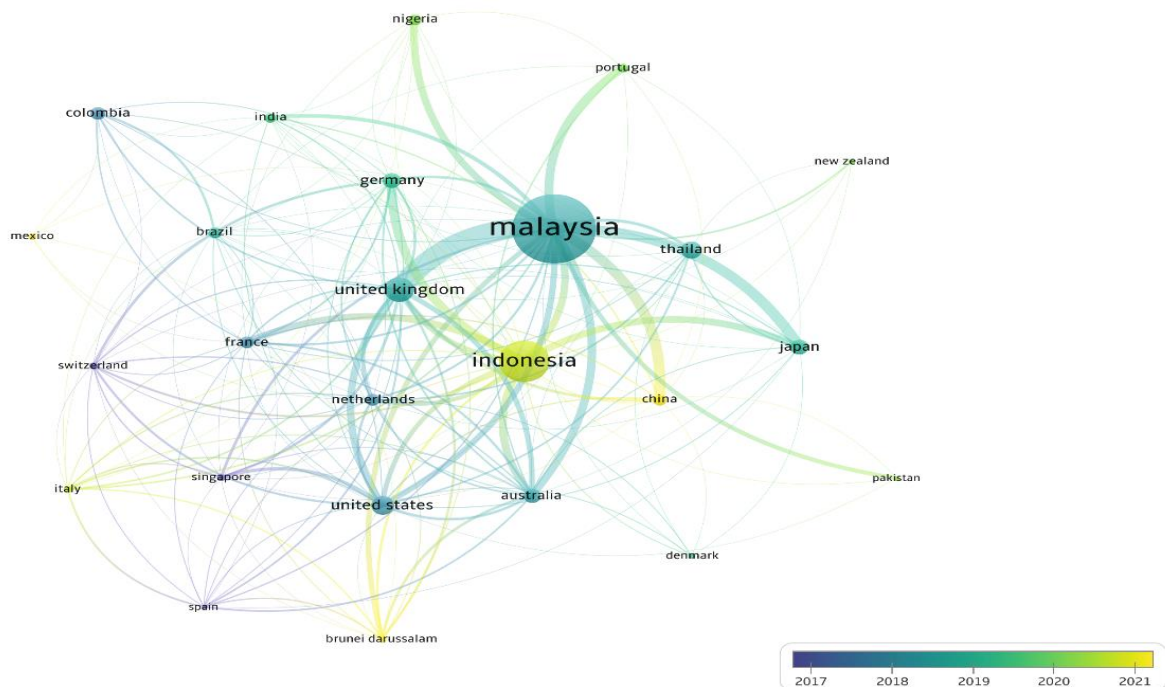 nigeria
portugal
colombia
india
new zealand
germany
malaysia
mexico
brazil
thailand
united kingdom
france
japan
indonesia
switzerland
netherlands
china
singapore
pakistan
italy
united states
australia
denmark
spain
brunei darussalam
2017 2018 2019 2020 2021